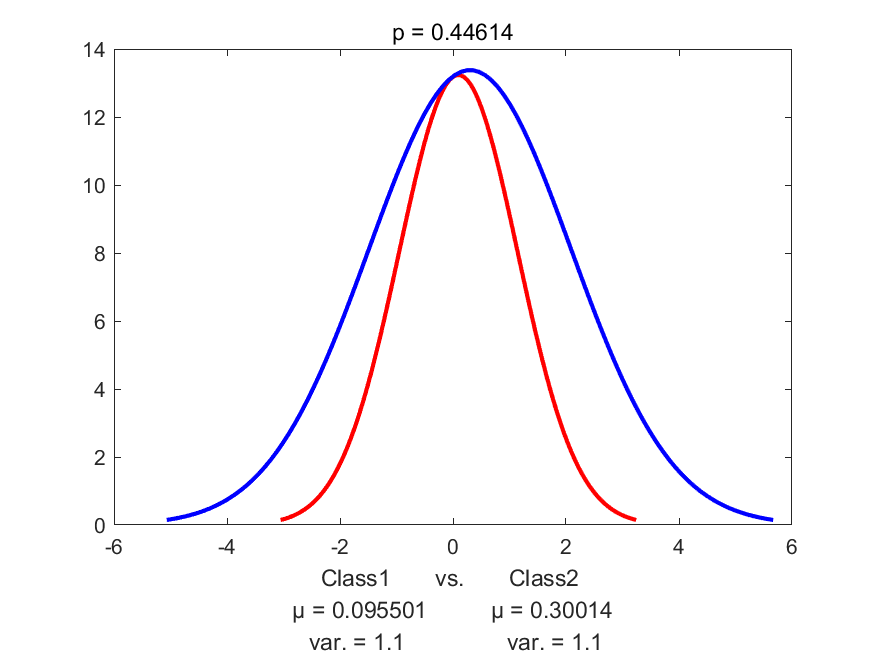 p = 0.44614
14
12
10
8
6
4
2
0
-6 -4 -2 0 2 4 6
Class1 vs. Class2
µ = 0.095501 µ = 0.30014
var. = 1.1 var. = 1.1